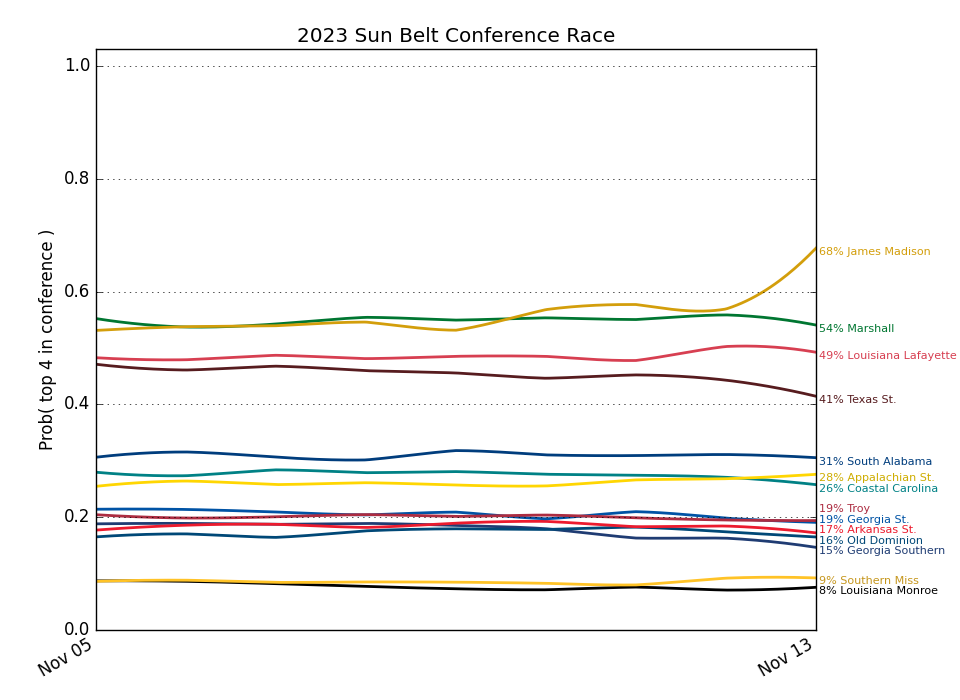 2023 Sun Belt Conference Race
Prob( top 4 in conference )
1.0
0.8
0.6
0.4
0.2
0.0
Nov 05
Nov 13
68% James Madison
54% Marshall
49% Louisiana Lafayette
41% Texas St.
31% South Alabama
28% Appalachian St.
26% Coastal Carolina
19% Troy
19% Georgia St.
17% Arkansas St.
16% Old Dominion
15% Georgia Southern
9% Southern Miss
8% Louisiana Monroe